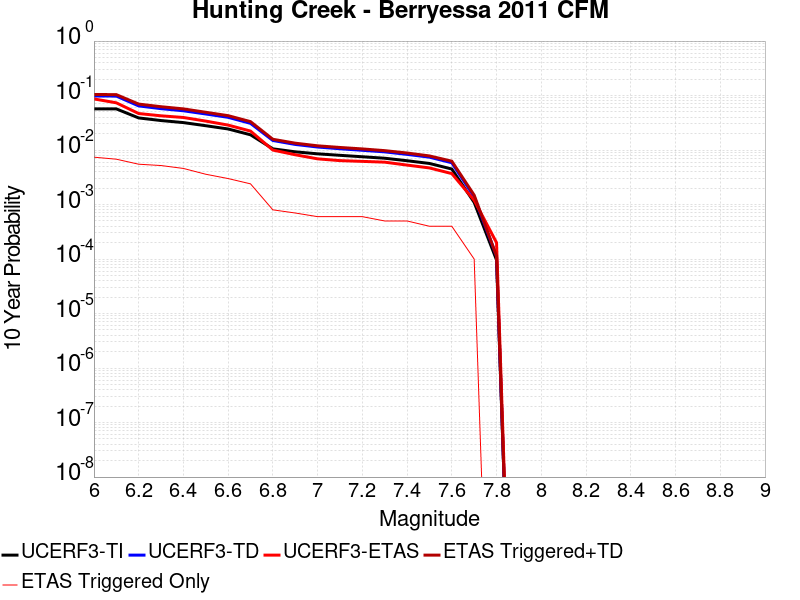 Hunting Creek - Berryessa 2011 CFM
10 Year Probability
10^0
10^-1
10^-2
10^-3
10^-4
10^-5
10^-6
10^-7
10^-8
6 6.2 6.4 6.6 6.8 7 7.2 7.4 7.6 7.8 8 8.2 8.4 8.6 8.8 9
Magnitude
UCERF3-TI UCERF3-TD UCERF3-ETAS ETAS Triggered+TD
ETAS Triggered Only